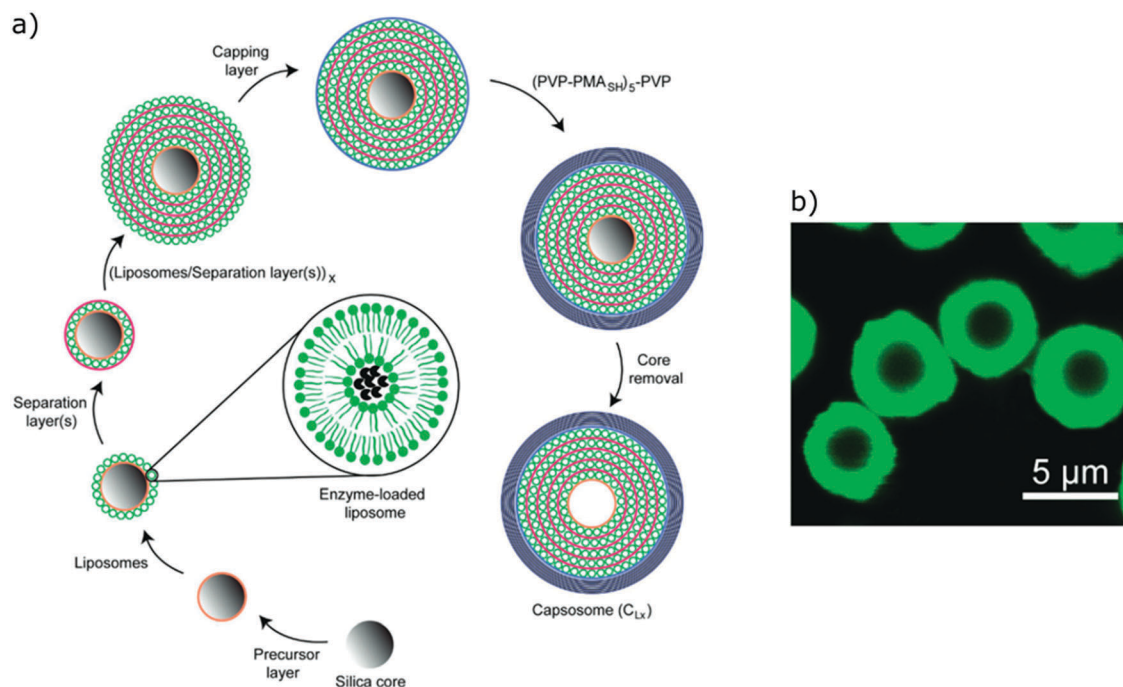 a)
Capping
layer
(PVP-PMASH)5-PVP
(Liposomes/Separation layer(s))x
b)
Separation
layer(s)
Core
removal
Enzyme-loaded
liposome
5 µm
Liposomes
Capsosome (CLx)
Precursor
layer
Silica core